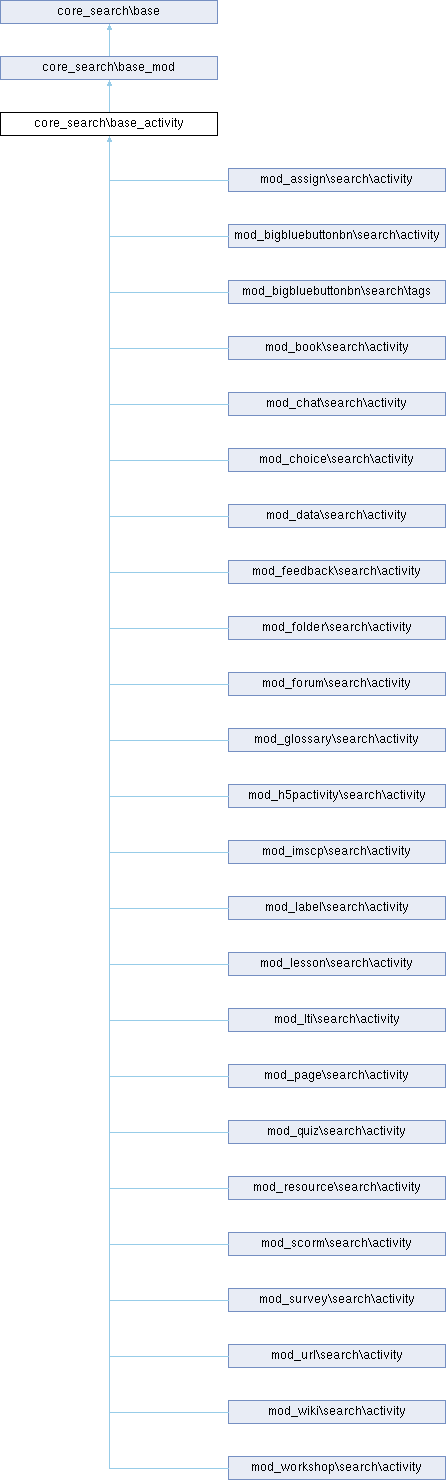 core_search\base
core_search\base_mod
core_search\base_activity
mod_assign\search\activity
mod_bigbluebuttonbn\search\activity
mod_bigbluebuttonbn\search\tags
mod_book\search\activity
mod_chat\search\activity
mod_choice\search\activity
mod_data\search\activity
mod_feedback\search\activity
mod_folder\search\activity
mod_forum\search\activity
mod_glossary\search\activity
mod_h5pactivity\search\activity
mod_imscp\search\activity
mod_label\search\activity
mod_lesson\search\activity
mod_lti\search\activity
mod_page\search\activity
mod_quiz\search\activity
mod_resource\search\activity
mod_scorm\search\activity
mod_survey\search\activity
mod_url\search\activity
mod_wiki\search\activity
mod_workshop\search\activity